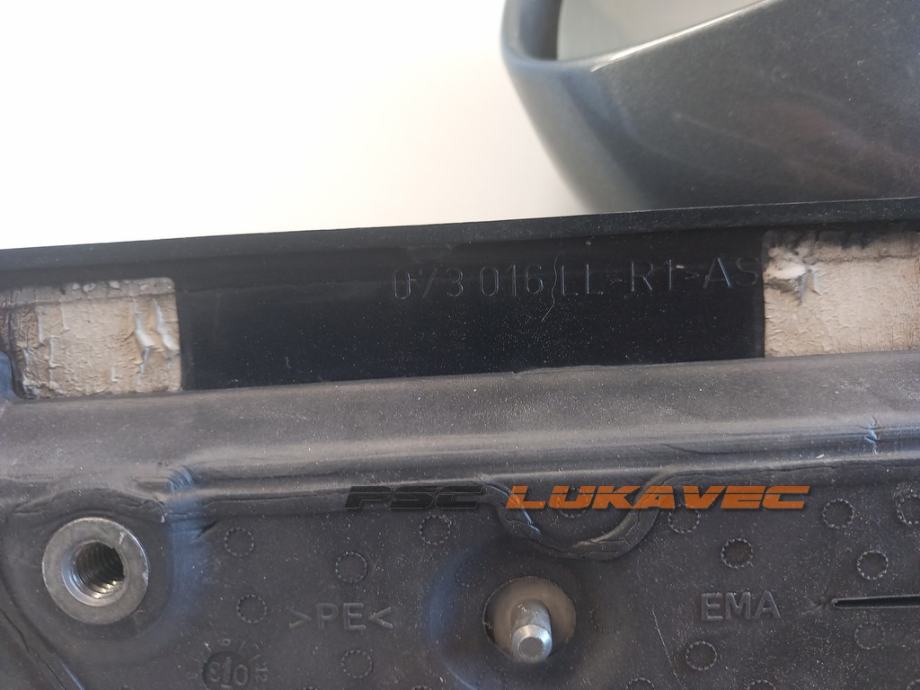 073 016 LL-R1-AS
PSC LUKAVEC
EMA
>PE<